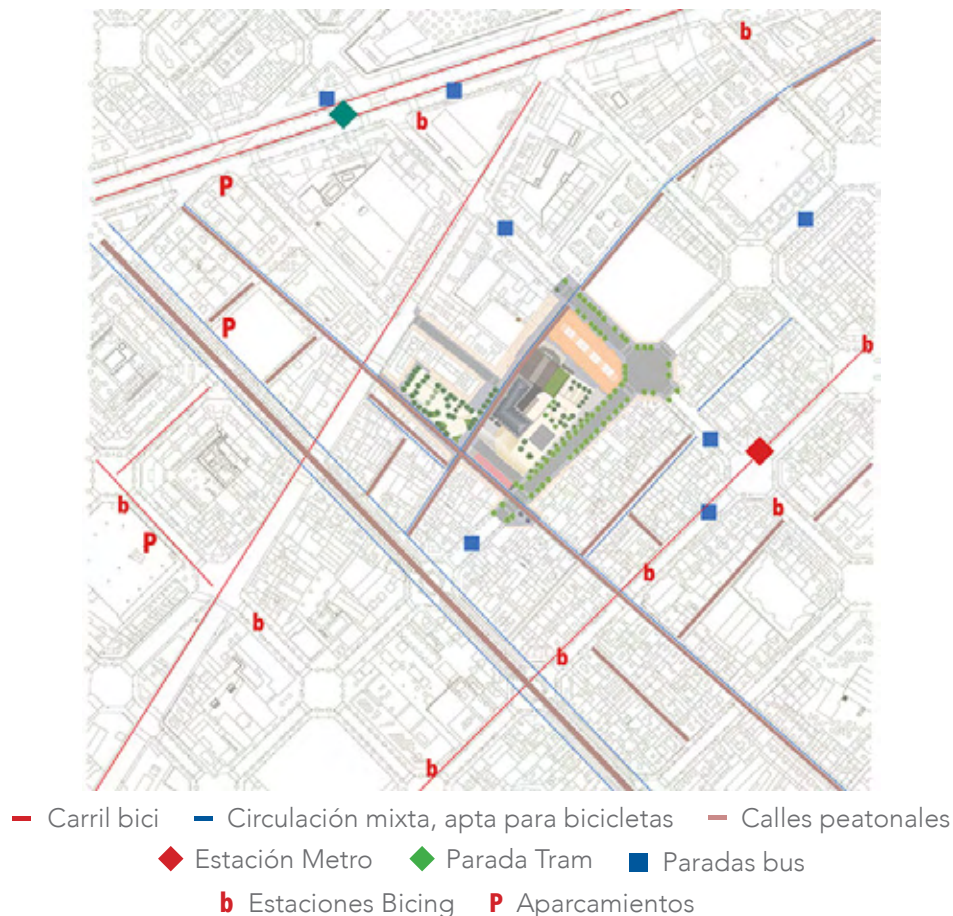 b
b
P
P
b
b
P
b
b
b
b
b
Carril bici Circulación mixta, apta para bicicletas Calles peatonales
Estación Metro Parada Tram Paradas bus
b Estaciones Bicing P Aparcamientos